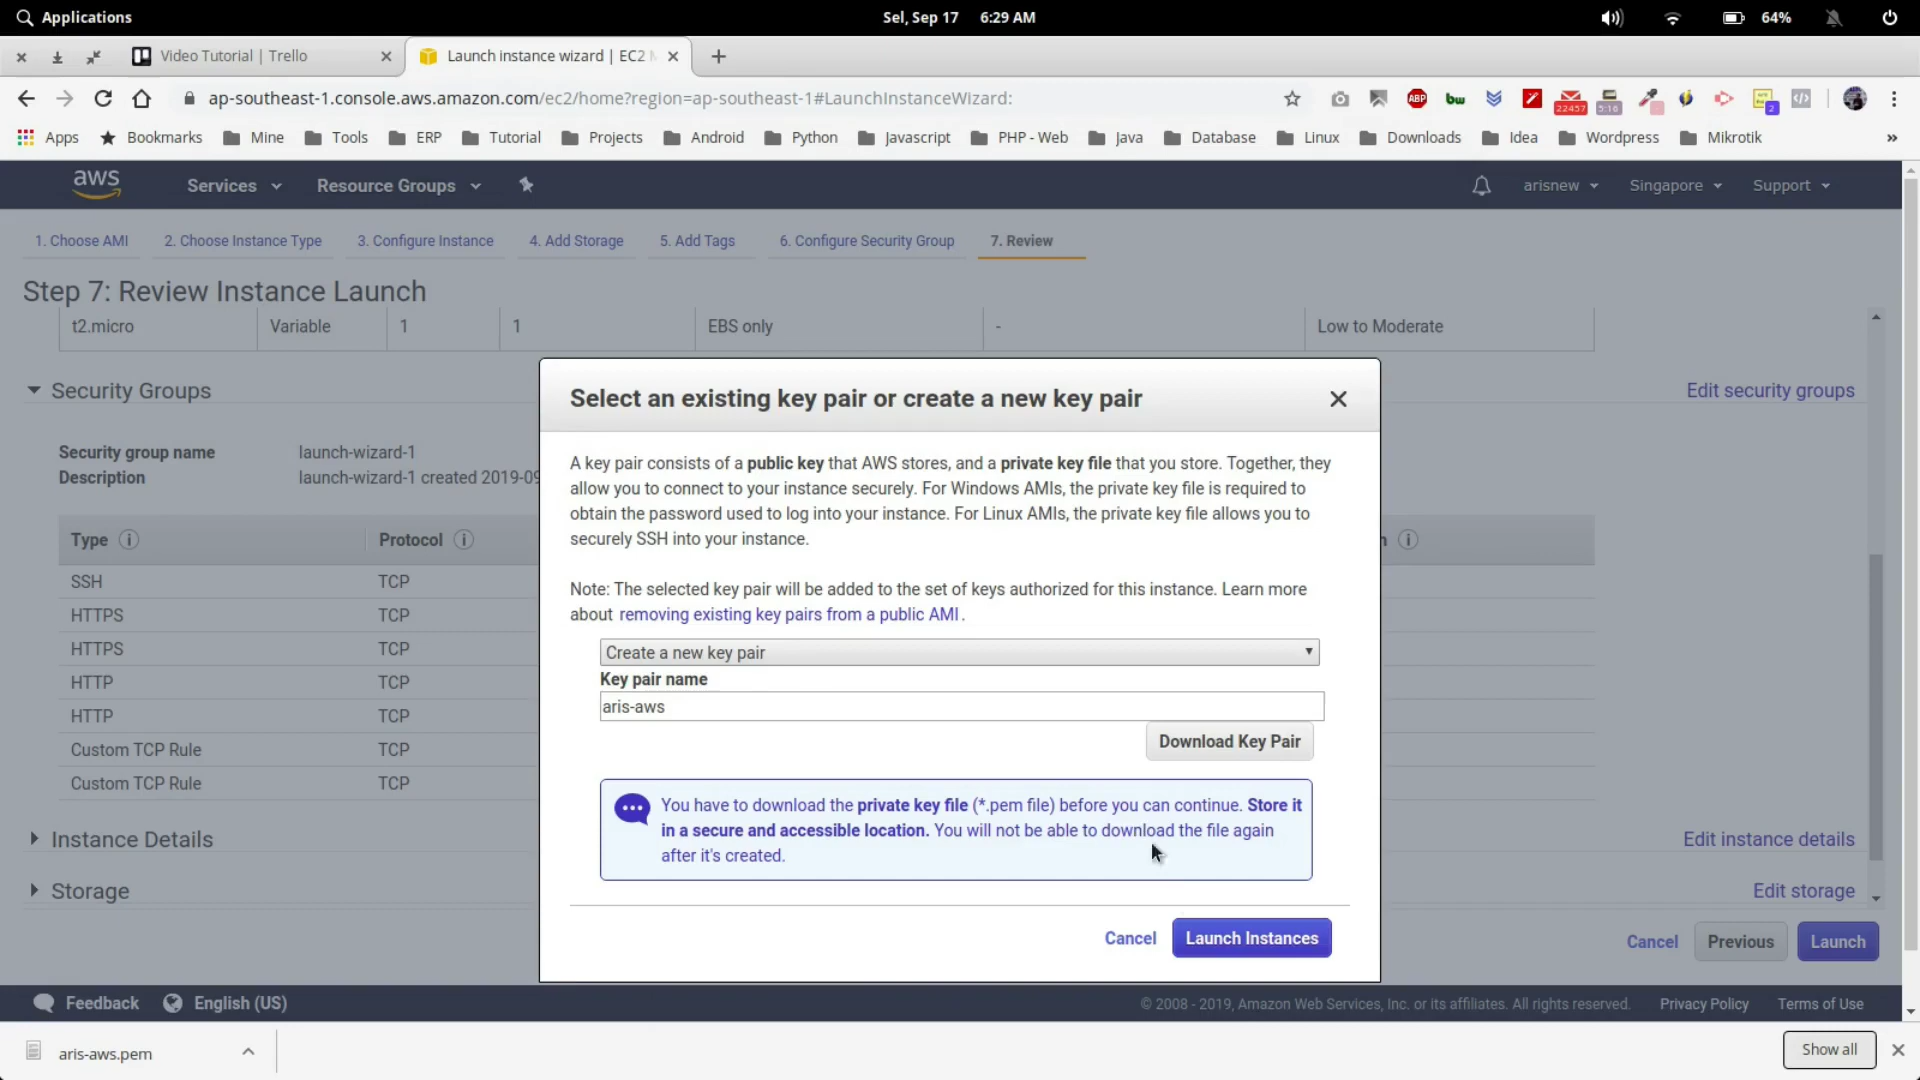 Applications
Sel, Sep 17 6:29 AM
64%
Video Tutorial | Trello
Launch instance wizard | EC2
ap-southeast-1.console.aws.amazon.com/ec2/home?region=ap-southeast-1#LaunchInstanceWizard:
ABP
bw
22457
5:16
2
Apps
Bookmarks
Mine
Tools
ERP
Tutorial
Projects
Android
Python
Javascript
PHP - Web
Java
Database
Linux
Downloads
Idea
Wordpress
Mikrotik
»
aws
Services
Resource Groups
arisnew
Singapore
Support
1. Choose AMI
2. Choose Instance Type
3. Configure Instance
4. Add Storage
5. Add Tags
6. Configure Security Group
7. Review
Step 7: Review Instance Launch
t2.micro Variable 1 1 EBS only - Low to Moderate
Security Groups
Edit security groups
Security group name launch-wizard-1
Description launch-wizard-1 created 2019-09
Type Protocol
SSH TCP
HTTPS TCP
HTTPS TCP
HTTP TCP
HTTP TCP
Custom TCP Rule TCP
Custom TCP Rule TCP
Instance Details
Edit instance details
Storage
Edit storage
Select an existing key pair or create a new key pair
A key pair consists of a public key that AWS stores, and a private key file that you store. Together, they
allow you to connect to your instance securely. For Windows AMIs, the private key file is required to
obtain the password used to log into your instance. For Linux AMIs, the private key file allows you to
securely SSH into your instance.
Note: The selected key pair will be added to the set of keys authorized for this instance. Learn more
about removing existing key pairs from a public AMI .
Create a new key pair
Key pair name
aris-aws
Download Key Pair
You have to download the private key file (*.pem file) before you can continue. Store it
in a secure and accessible location. You will not be able to download the file again
after it's created.
Cancel
Launch Instances
Cancel
Previous
Launch
Feedback
English (US)
© 2008 - 2019, Amazon Web Services, Inc. or its affiliates. All rights reserved.
Privacy Policy
Terms of Use
aris-aws.pem
Show all